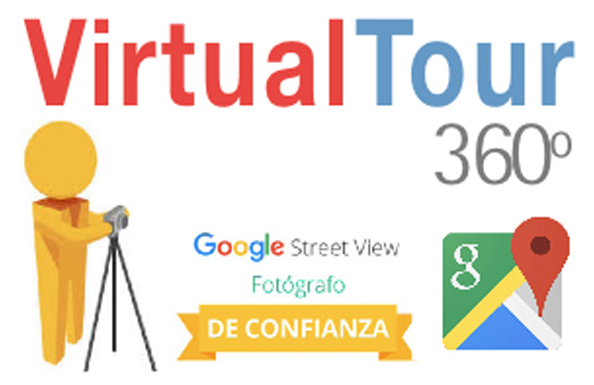 VirtualTour
360º
Google Street View
Fotógrafo
DE CONFIANZA
g